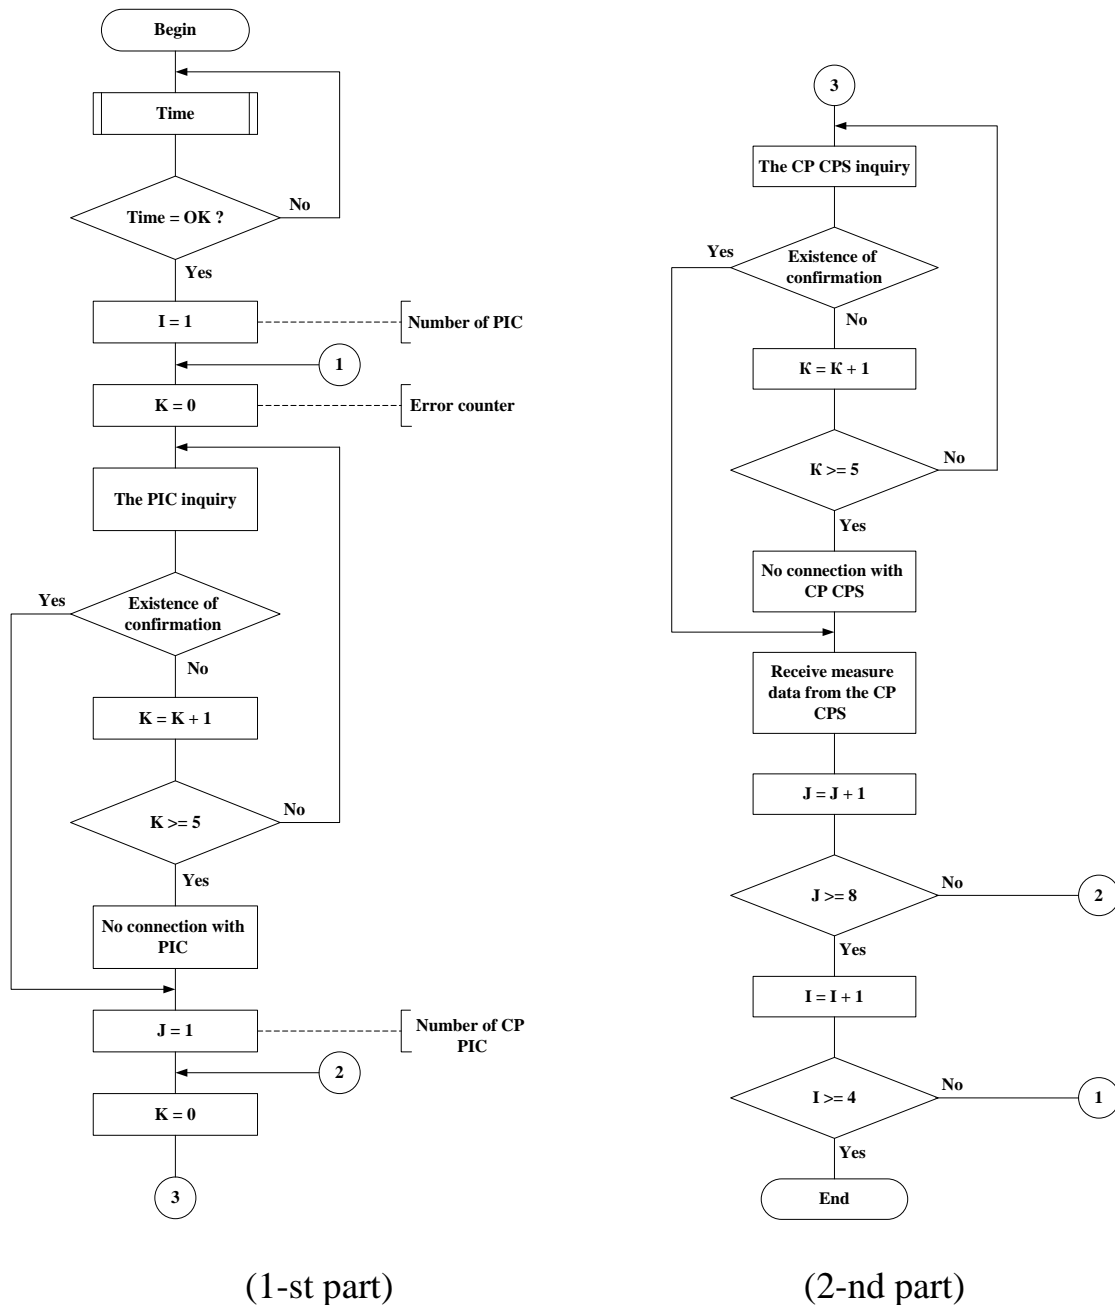 Begin
Time
Time = OK ?
No
Yes
I = 1
Number of PIC
1
K = 0
Error counter
The PIC inquiry
Yes
Existence of
confirmation
No
K = K + 1
K >= 5
No
Yes
No connection with
PIC
J = 1
Number of CP
PIC
2
K = 0
3
(1-st part)
3
The CP CPS inquiry
Yes
Existence of
confirmation
No
K = K + 1
K >= 5
No
Yes
No connection with
CP CPS
Receive measure
data from the CP
CPS
J = J + 1
J >= 8
No
2
Yes
I = I + 1
I >= 4
No
1
Yes
End
(2-nd part)